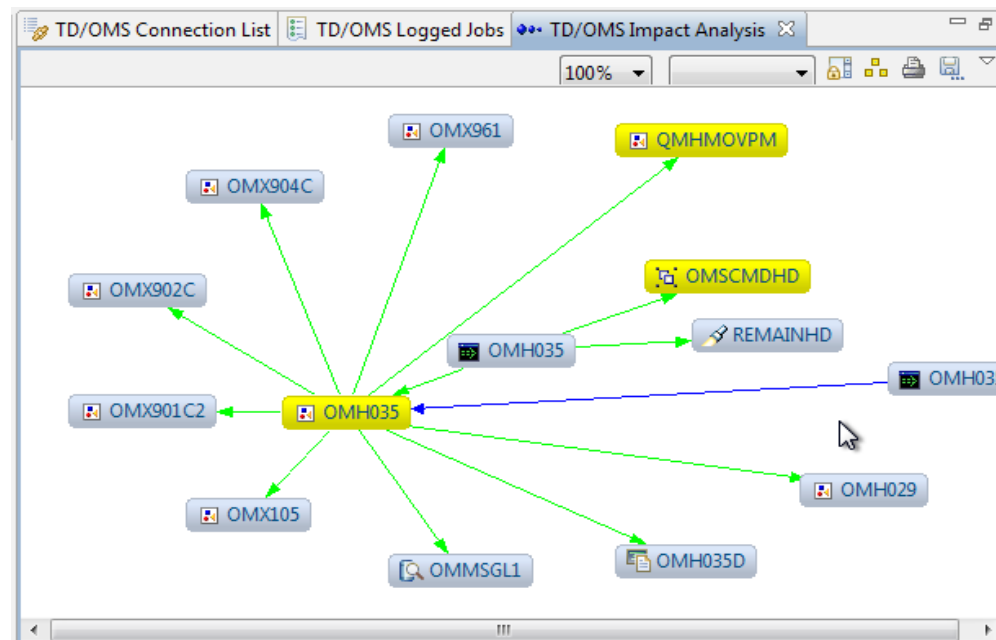 TD/OMS Connection List TD/OMS Logged Jobs TD/OMS Impact Analysis
100%
OMX961
QMHMOVPM
OMX904C
OMSCMDHD
OMX902C
REMAINHD
OMH035
OMX901C2
OMH035
OMH029
OMX105
OMH035D
OMMSGL1